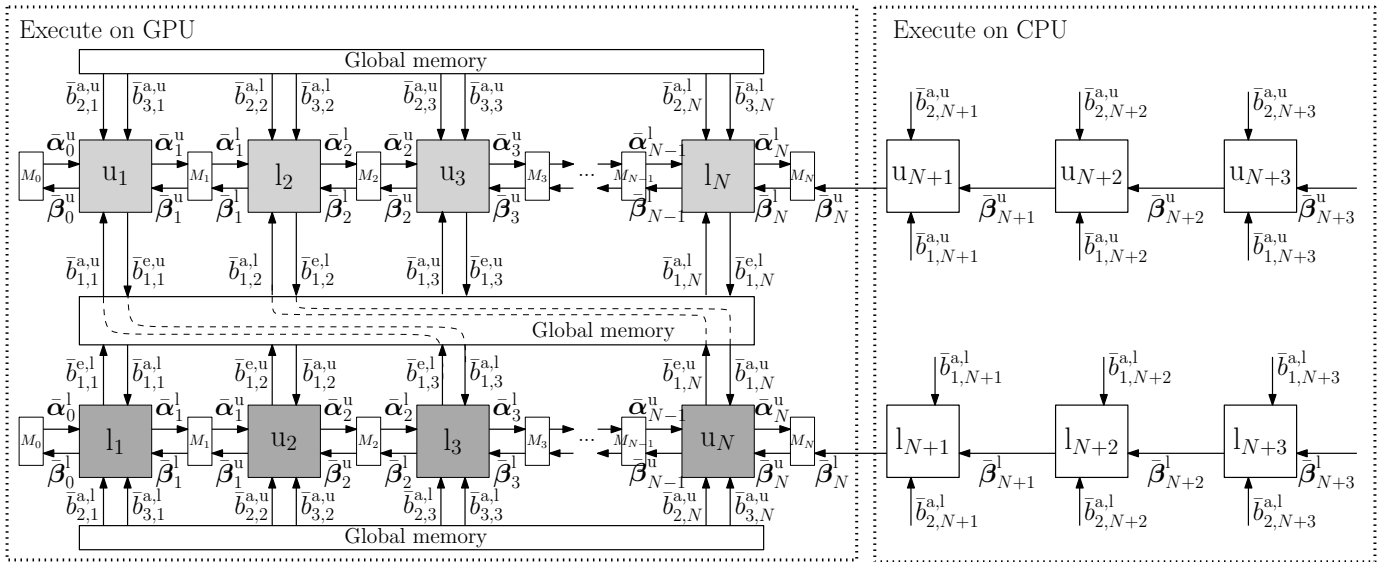 Execute on GPU
Execute on CPU
Global memory
b̄^{a,u}_{2,1} b̄^{a,u}_{3,1} b̄^{a,l}_{2,2} b̄^{a,l}_{3,2} b̄^{a,u}_{2,3} b̄^{a,u}_{3,3} b̄^{a,l}_{2,N} b̄^{a,l}_{3,N} b̄^{a,u}_{2,N+1} b̄^{a,u}_{2,N+2} b̄^{a,u}_{2,N+3}
ᾱ^u_0 ᾱ^u_1 ᾱ^l_1 ᾱ^l_2 ᾱ^u_2 ᾱ^u_3 ᾱ^l_{N−1} ᾱ^l_N
M_0 u_1 M_1 l_2 M_2 u_3 M_3 ... M_{N−1} l_N M_N u_{N+1} u_{N+2} u_{N+3}
β̄^u_0 β̄^u_1 β̄^l_1 β̄^l_2 β̄^u_2 β̄^u_3 β̄^l_{N−1} β̄^l_N β̄^u_N β̄^u_{N+1} β̄^u_{N+2} β̄^u_{N+3}
b̄^{a,u}_{1,1} b̄^{e,u}_{1,1} b̄^{a,l}_{1,2} b̄^{e,l}_{1,2} b̄^{a,u}_{1,3} b̄^{e,u}_{1,3} b̄^{a,l}_{1,N} b̄^{e,l}_{1,N} b̄^{a,u}_{1,N+1} b̄^{a,u}_{1,N+2} b̄^{a,u}_{1,N+3}
Global memory
b̄^{e,l}_{1,1} b̄^{a,l}_{1,1} b̄^{e,u}_{1,2} b̄^{a,u}_{1,2} b̄^{e,l}_{1,3} b̄^{a,l}_{1,3} b̄^{e,u}_{1,N} b̄^{a,u}_{1,N} b̄^{a,l}_{1,N+1} b̄^{a,l}_{1,N+2} b̄^{a,l}_{1,N+3}
ᾱ^l_0 ᾱ^l_1 ᾱ^u_1 ᾱ^u_2 ᾱ^l_2 ᾱ^l_3 ᾱ^u_{N−1} ᾱ^u_N
M_0 l_1 M_1 u_2 M_2 l_3 M_3 ... M_{N−1} u_N M_N l_{N+1} l_{N+2} l_{N+3}
β̄^l_0 β̄^l_1 β̄^u_1 β̄^u_2 β̄^l_2 β̄^l_3 β̄^u_{N−1} β̄^u_N β̄^l_N β̄^l_{N+1} β̄^l_{N+2} β̄^l_{N+3}
b̄^{a,l}_{2,1} b̄^{a,l}_{3,1} b̄^{a,u}_{2,2} b̄^{a,u}_{3,2} b̄^{a,l}_{2,3} b̄^{a,l}_{3,3} b̄^{a,u}_{2,N} b̄^{a,u}_{3,N} b̄^{a,l}_{2,N+1} b̄^{a,l}_{2,N+2} b̄^{a,l}_{2,N+3}
Global memory